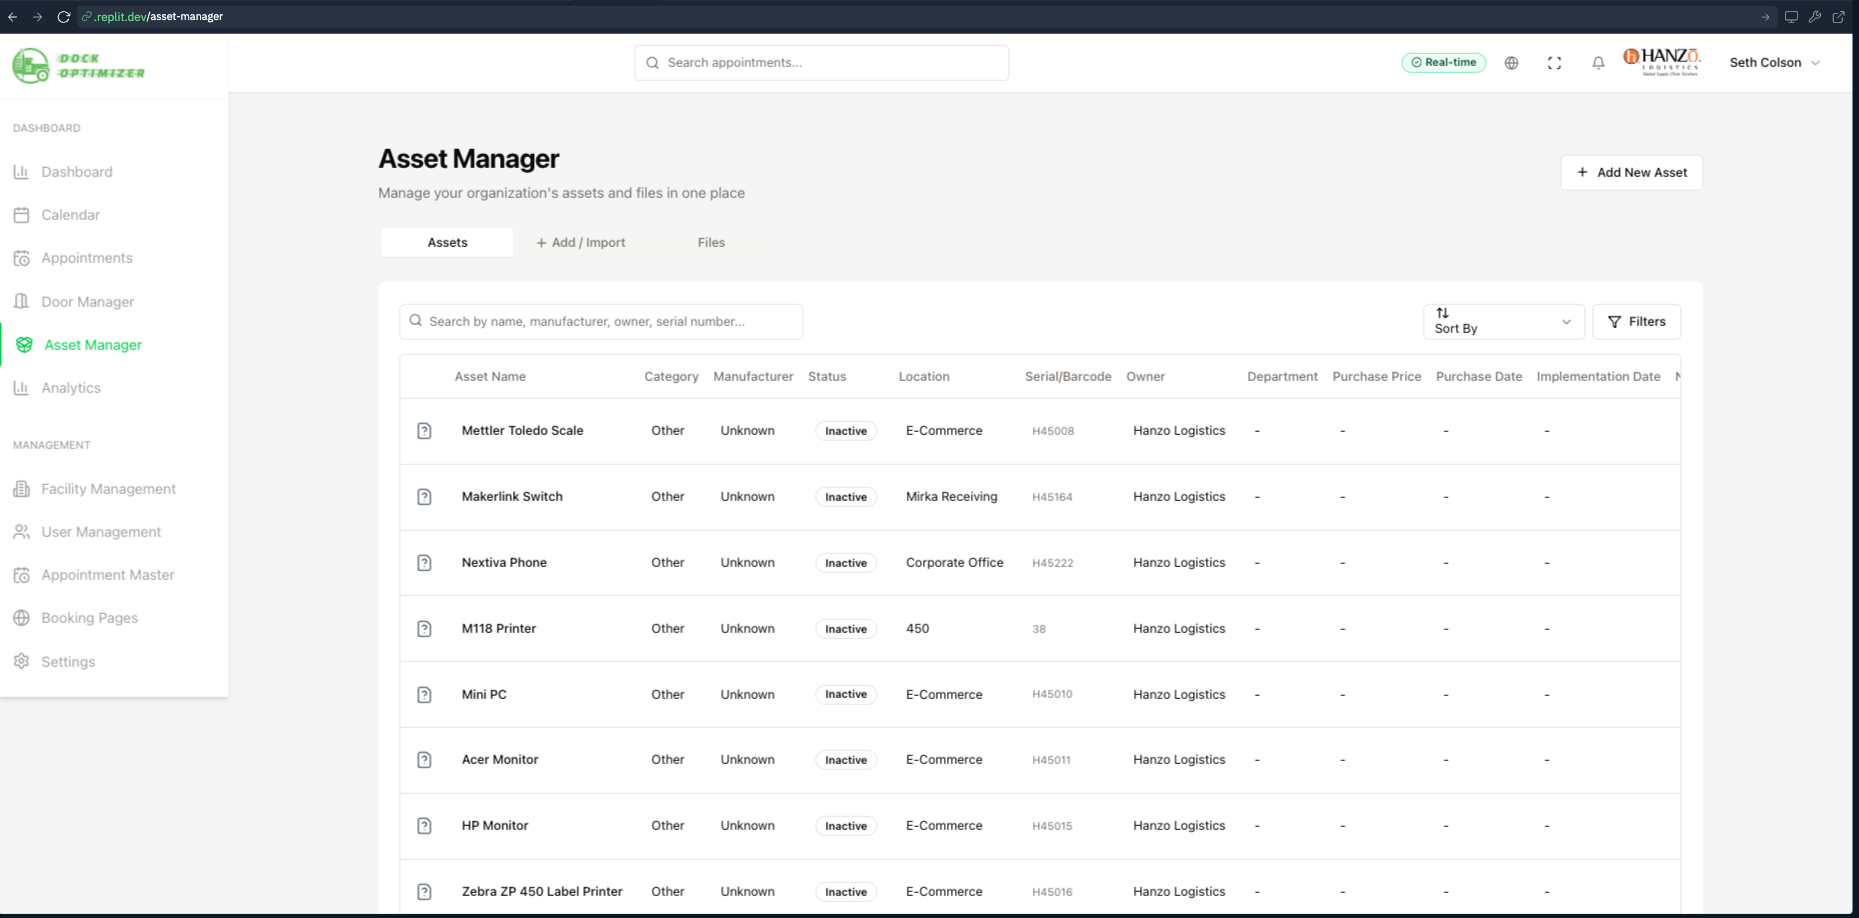 .replit.dev/asset-manager
DOCK
OPTIMIZER
Search appointments...
Real-time
h HANZŌ.
LOGISTICS
Global Supply Chain Solutions
Seth Colson
DASHBOARD
Dashboard
Calendar
Appointments
Door Manager
Asset Manager
Analytics
MANAGEMENT
Facility Management
User Management
Appointment Master
Booking Pages
Settings
Asset Manager
Manage your organization's assets and files in one place
+ Add New Asset
Assets
+ Add / Import
Files
Search by name, manufacturer, owner, serial number...
Sort By
Filters
Asset Name Category Manufacturer Status Location Serial/Barcode Owner Department Purchase Price Purchase Date Implementation Date
Mettler Toledo Scale Other Unknown Inactive E-Commerce H45008 Hanzo Logistics - - - -
Makerlink Switch Other Unknown Inactive Mirka Receiving H45164 Hanzo Logistics - - - -
Nextiva Phone Other Unknown Inactive Corporate Office H45222 Hanzo Logistics - - - -
M118 Printer Other Unknown Inactive 450 38 Hanzo Logistics - - - -
Mini PC Other Unknown Inactive E-Commerce H45010 Hanzo Logistics - - - -
Acer Monitor Other Unknown Inactive E-Commerce H45011 Hanzo Logistics - - - -
HP Monitor Other Unknown Inactive E-Commerce H45015 Hanzo Logistics - - - -
Zebra ZP 450 Label Printer Other Unknown Inactive E-Commerce H45016 Hanzo Logistics - - - -